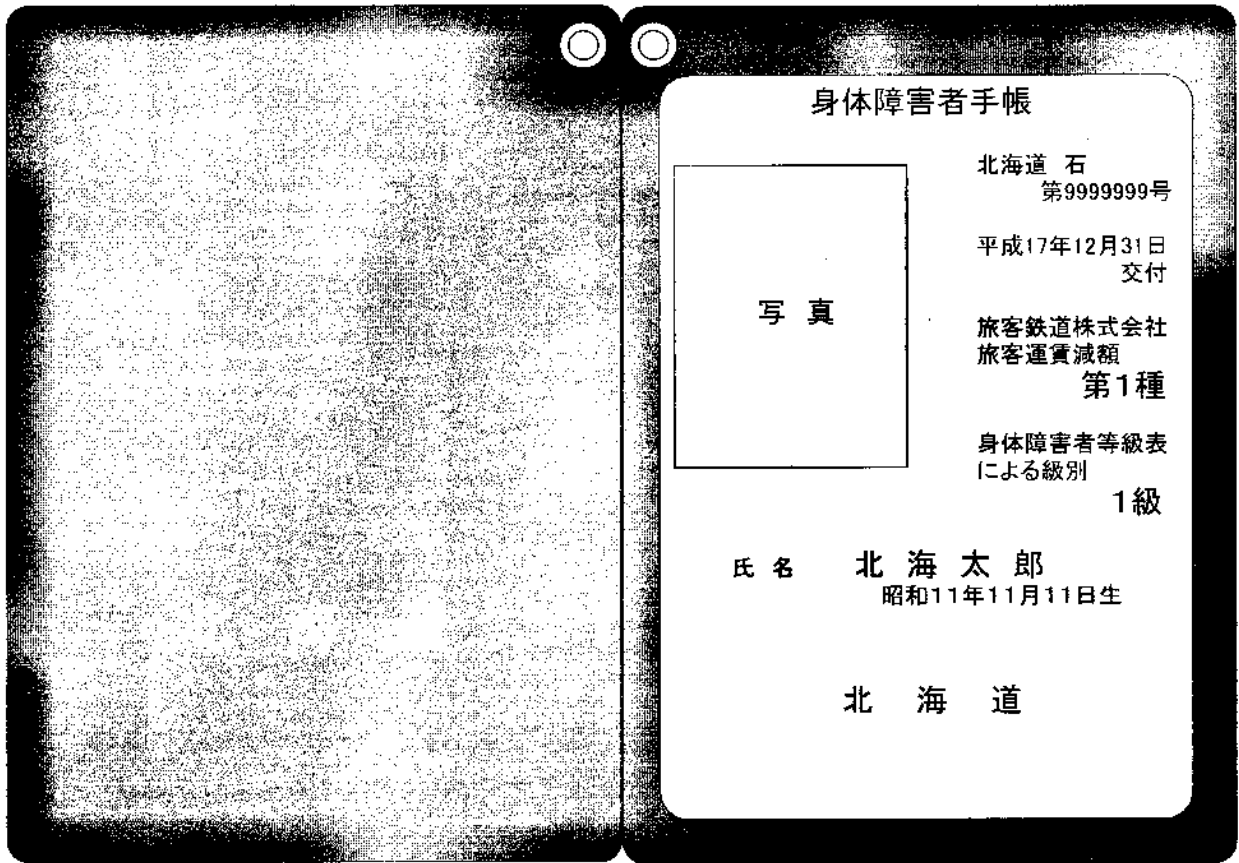 身体障害者手帳
北海道 石
第9999999号
平成17年12月31日
交付
写 真
旅客鉄道株式会社
旅客運賃減額
第1種
身体障害者等級表
による級別
1級
氏 名 北 海 太 郎
昭和11年11月11日生
北 海 道